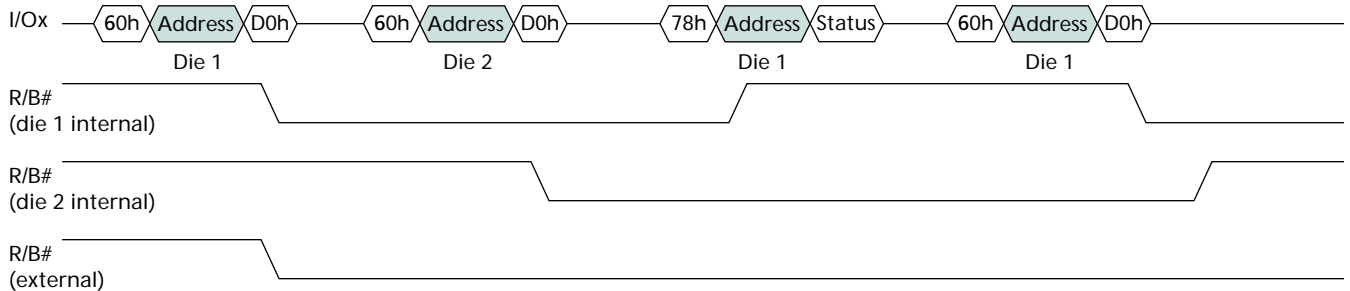 I/Ox 60h Address D0h 60h Address D0h 78h Address Status 60h Address D0h
Die 1 Die 2 Die 1 Die 1
R/B#
(die 1 internal)
R/B#
(die 2 internal)
R/B#
(external)